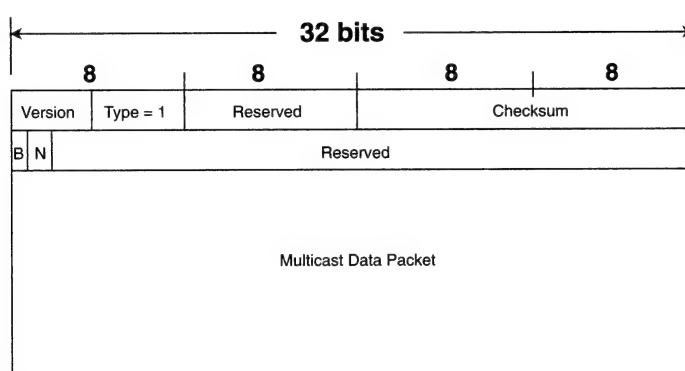 32 bits
8 8 8 8
Version Type = 1 Reserved Checksum
B N Reserved
Multicast Data Packet